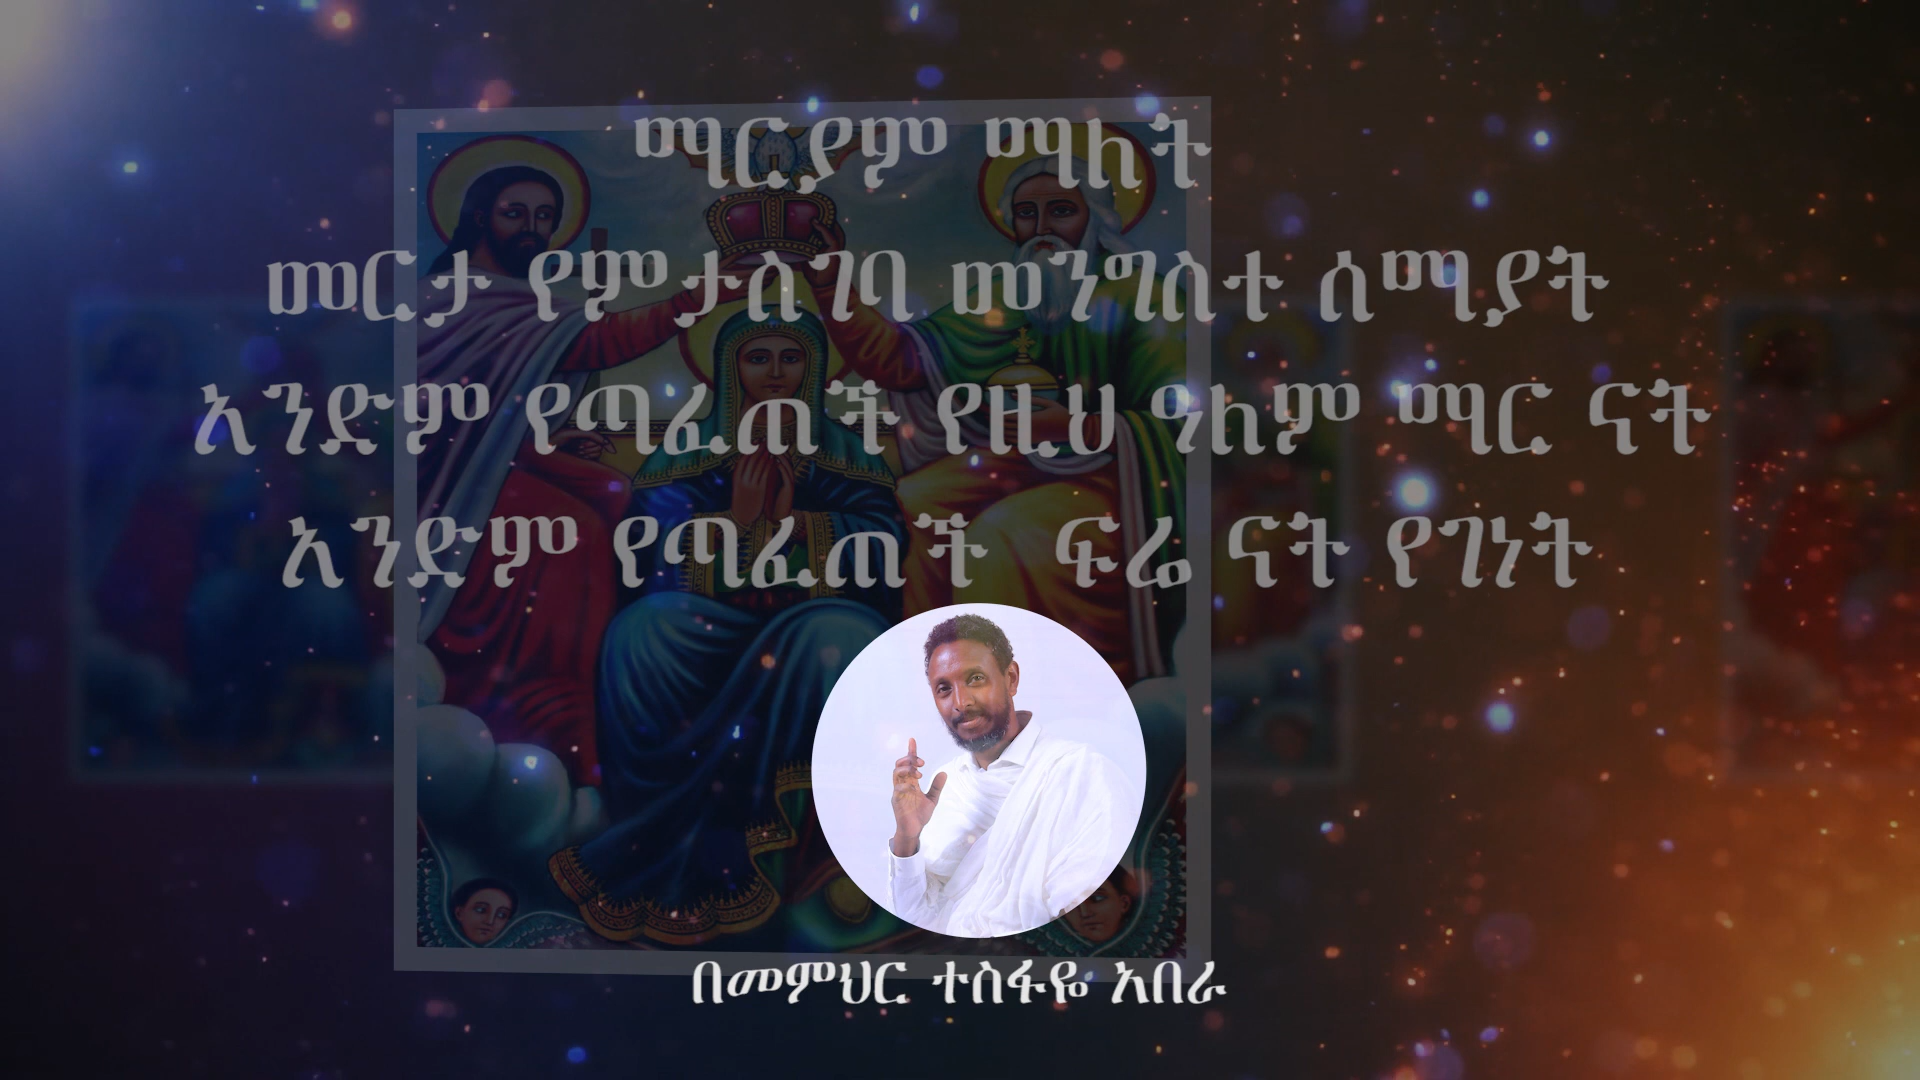 ማርያም ማለት
መርታ የምታስገባ መንግስተ ሰማያት
አንድም የጣፈጠች የዚህ ዓለም ማር ናት
አንድም የጣፈጠች ፍሬ ናት የገነት
በመምህር ተስፋዬ አበራ